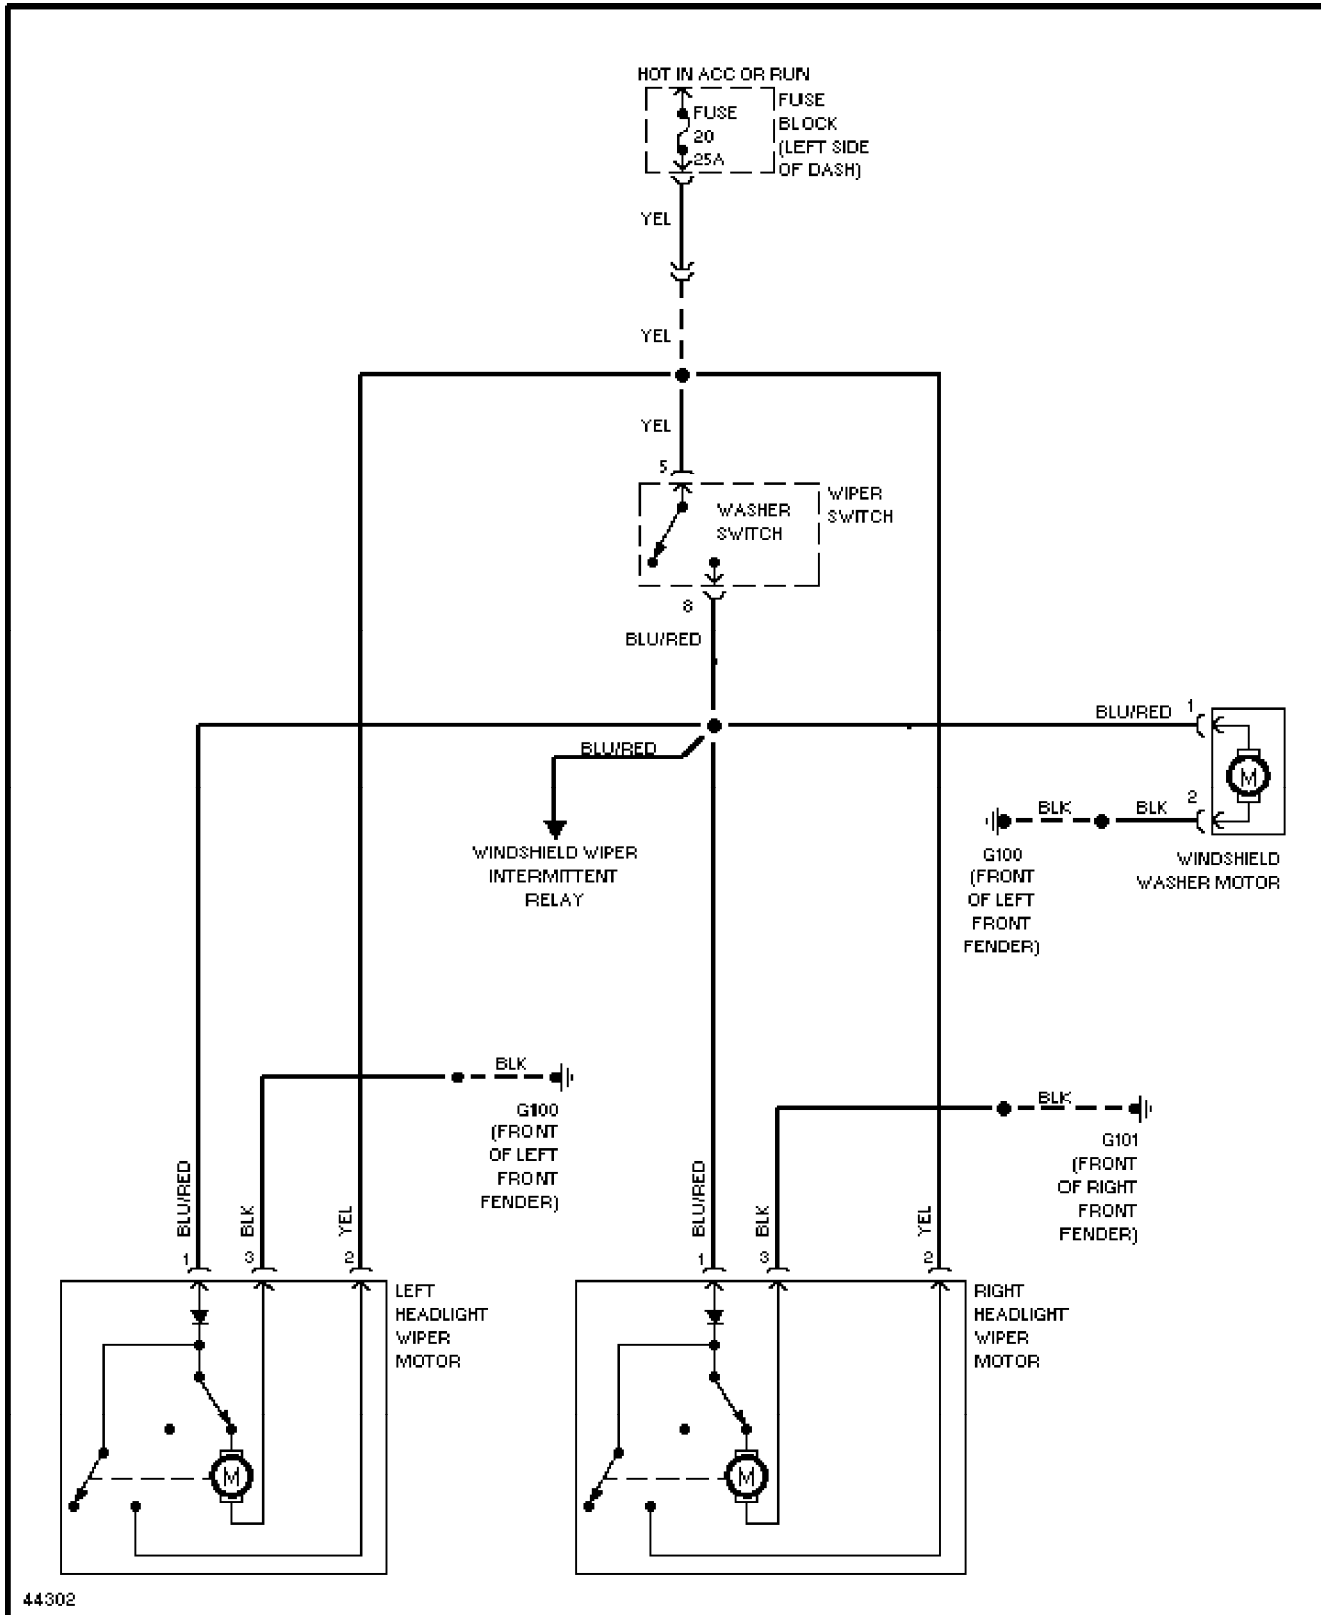 HOT IN ACC OR RUN
FUSE
20
25A
FUSE
BLOCK
(LEFT SIDE
OF DASH)
YEL
YEL
YEL
5
WASHER
SWITCH
WIPER
SWITCH
8
BLU/RED
BLU/RED
1
BLU/RED
M
2
BLK
BLK
WINDSHIELD WIPER
INTERMITTENT
RELAY
G100
(FRONT
OF LEFT
FRONT
FENDER)
WINDSHIELD
WASHER MOTOR
BLK
G100
(FRONT
OF LEFT
FRONT
FENDER)
BLK
G101
(FRONT
OF RIGHT
FRONT
FENDER)
BLU/RED
BLK
YEL
BLU/RED
BLK
YEL
1
3
2
1
3
2
LEFT
HEADLIGHT
WIPER
MOTOR
RIGHT
HEADLIGHT
WIPER
MOTOR
M
M
44302